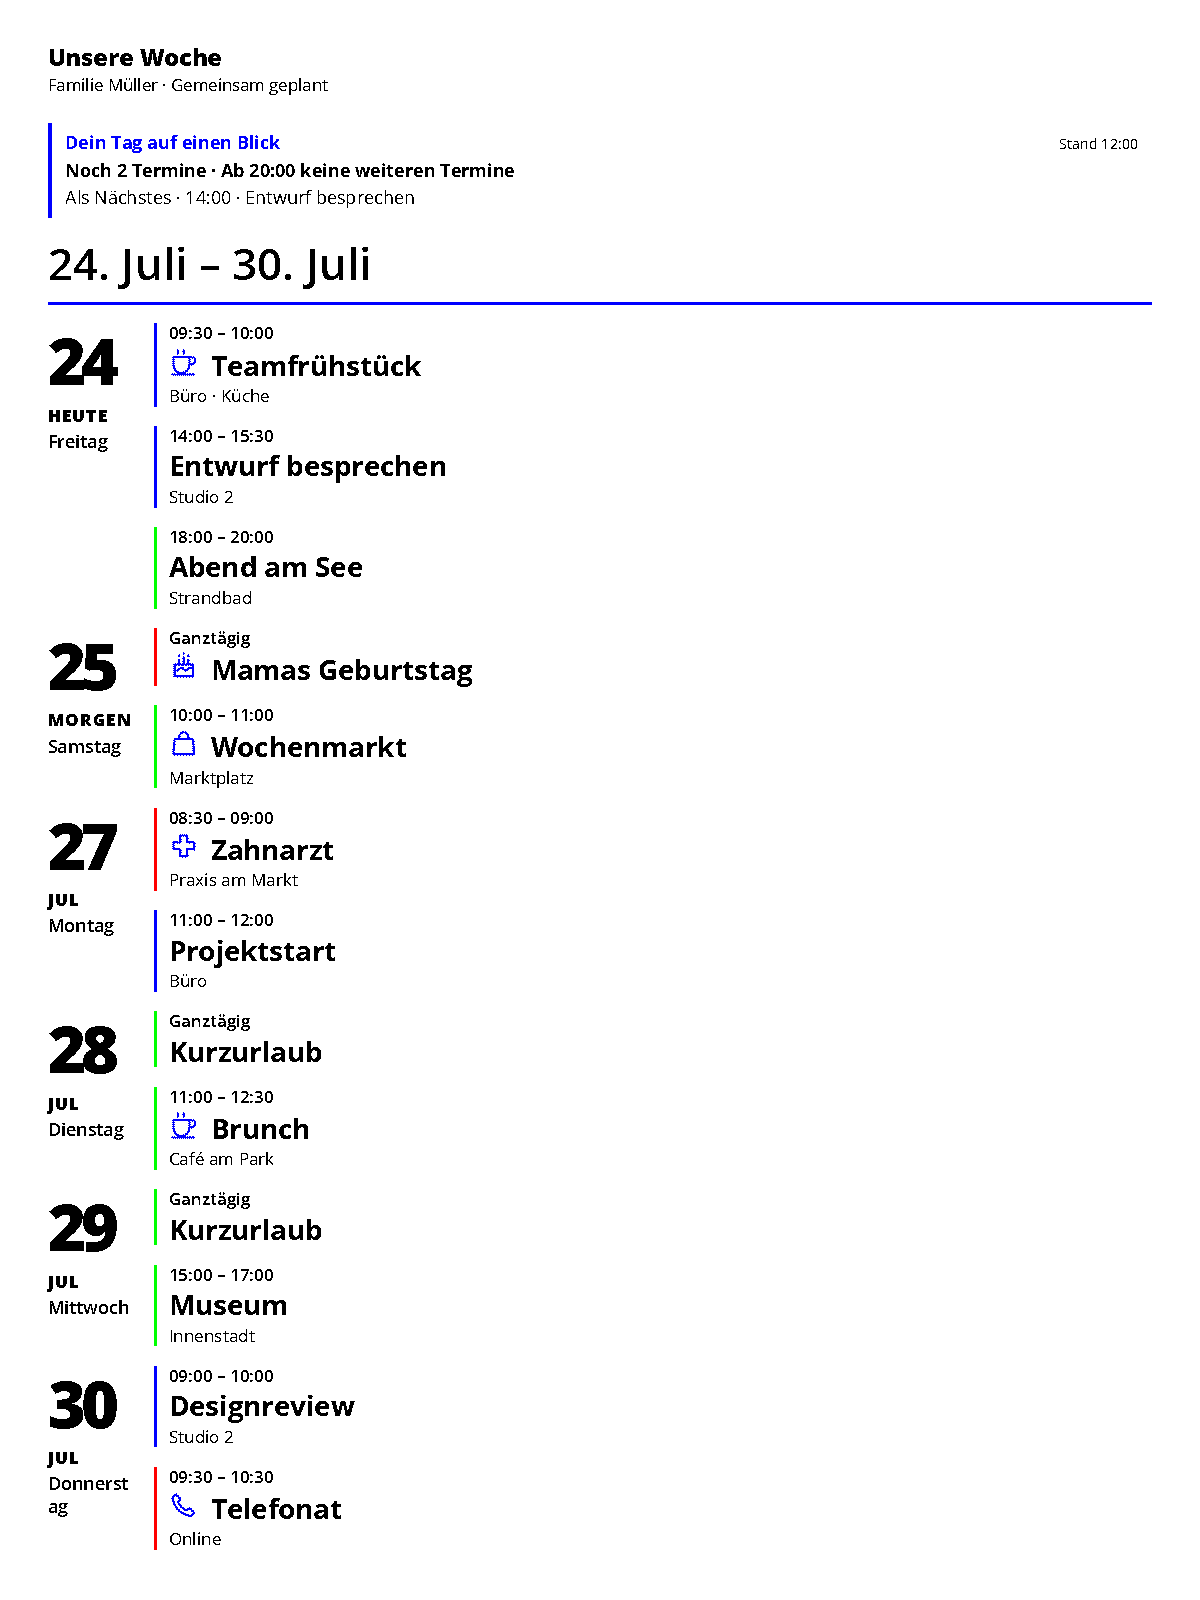 Unsere Woche
Familie Müller · Gemeinsam geplant
Dein Tag auf einen Blick
Stand 12:00
Noch 2 Termine · Ab 20:00 keine weiteren Termine
Als Nächstes · 14:00 · Entwurf besprechen
24. Juli – 30. Juli
24
HEUTE
Freitag
09:30 – 10:00
Teamfrühstück
Büro · Küche
14:00 – 15:30
Entwurf besprechen
Studio 2
18:00 – 20:00
Abend am See
Strandbad
25
MORGEN
Samstag
Ganztägig
Mamas Geburtstag
10:00 – 11:00
Wochenmarkt
Marktplatz
27
JUL
Montag
08:30 – 09:00
Zahnarzt
Praxis am Markt
11:00 – 12:00
Projektstart
Büro
28
JUL
Dienstag
Ganztägig
Kurzurlaub
11:00 – 12:30
Brunch
Café am Park
29
JUL
Mittwoch
Ganztägig
Kurzurlaub
15:00 – 17:00
Museum
Innenstadt
30
JUL
Donnerst
ag
09:00 – 10:00
Designreview
Studio 2
09:30 – 10:30
Telefonat
Online